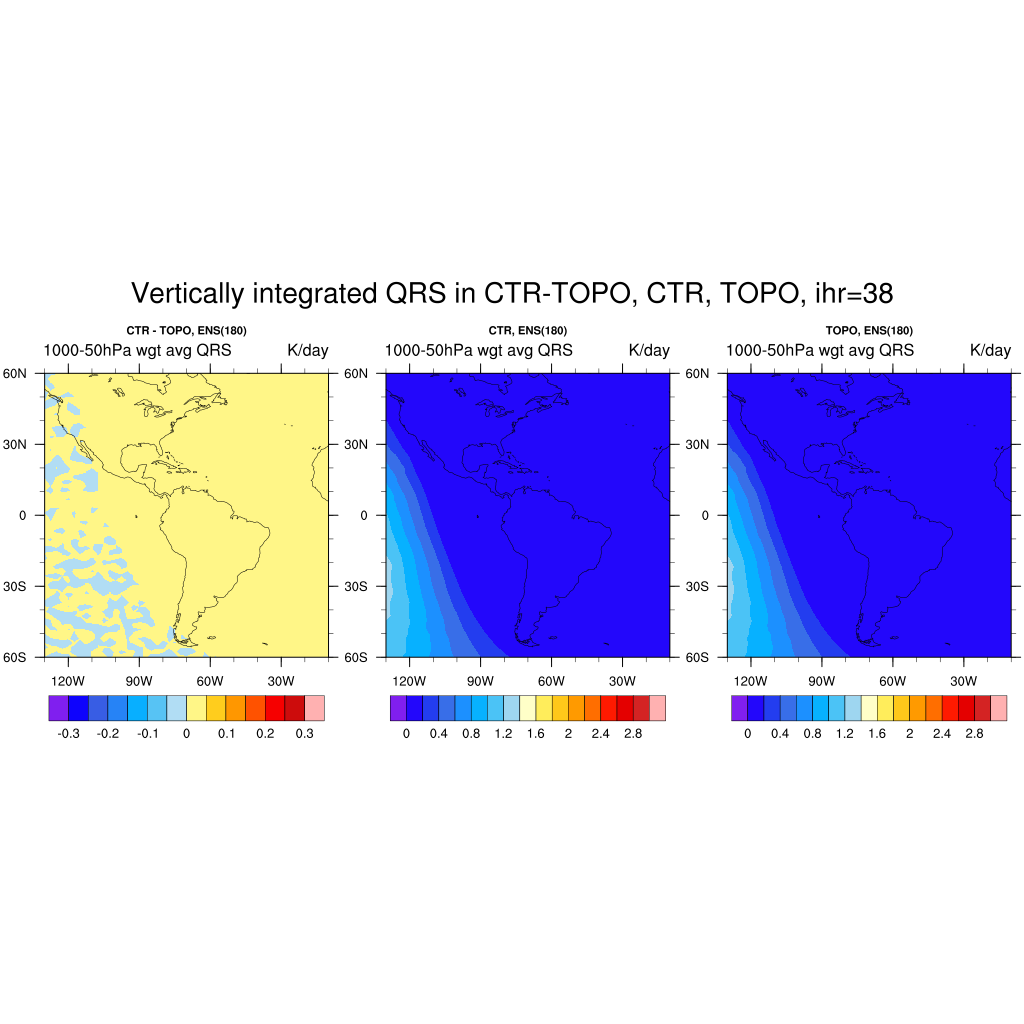 Vertically integrated QRS in CTR-TOPO, CTR, TOPO, ihr=38
CTR - TOPO, ENS(180)
1000-50hPa wgt avg QRS K/day
60N
30N
0
30S
60S
120W 90W 60W 30W
-0.3 -0.2 -0.1 0 0.1 0.2 0.3
CTR, ENS(180)
1000-50hPa wgt avg QRS K/day
60N
30N
0
30S
60S
120W 90W 60W 30W
0 0.4 0.8 1.2 1.6 2 2.4 2.8
TOPO, ENS(180)
1000-50hPa wgt avg QRS K/day
60N
30N
0
30S
60S
120W 90W 60W 30W
0 0.4 0.8 1.2 1.6 2 2.4 2.8